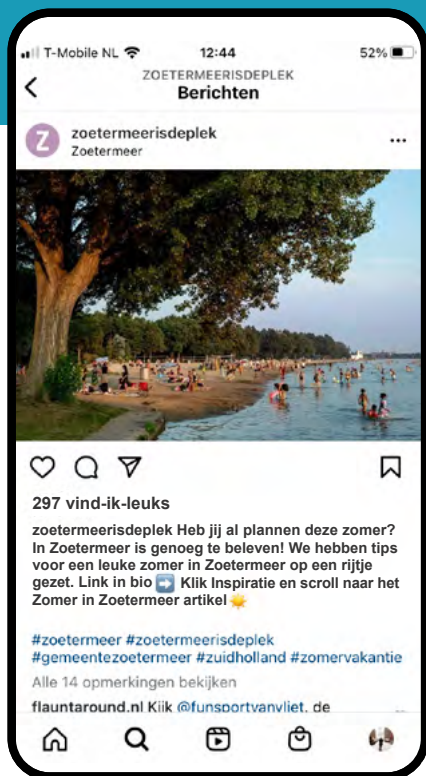 T-Mobile NL 12:44 52%
ZOETERMEERISDEPLEK
Berichten
Z zoetermeerisdeplek
Zoetermeer
297 vind-ik-leuks
zoetermeerisdeplek Heb jij al plannen deze zomer?
In Zoetermeer is genoeg te beleven! We hebben tips
voor een leuke zomer in Zoetermeer op een rijtje
gezet. Link in bio ➡️ Klik Inspiratie en scroll naar het
Zomer in Zoetermeer artikel ☀️
#zoetermeer #zoetermeerisdeplek
#gemeentezoetermeer #zuidholland #zomervakantie
Alle 14 opmerkingen bekijken
flauntaround.nl Kijk @funsportvanvliet, de